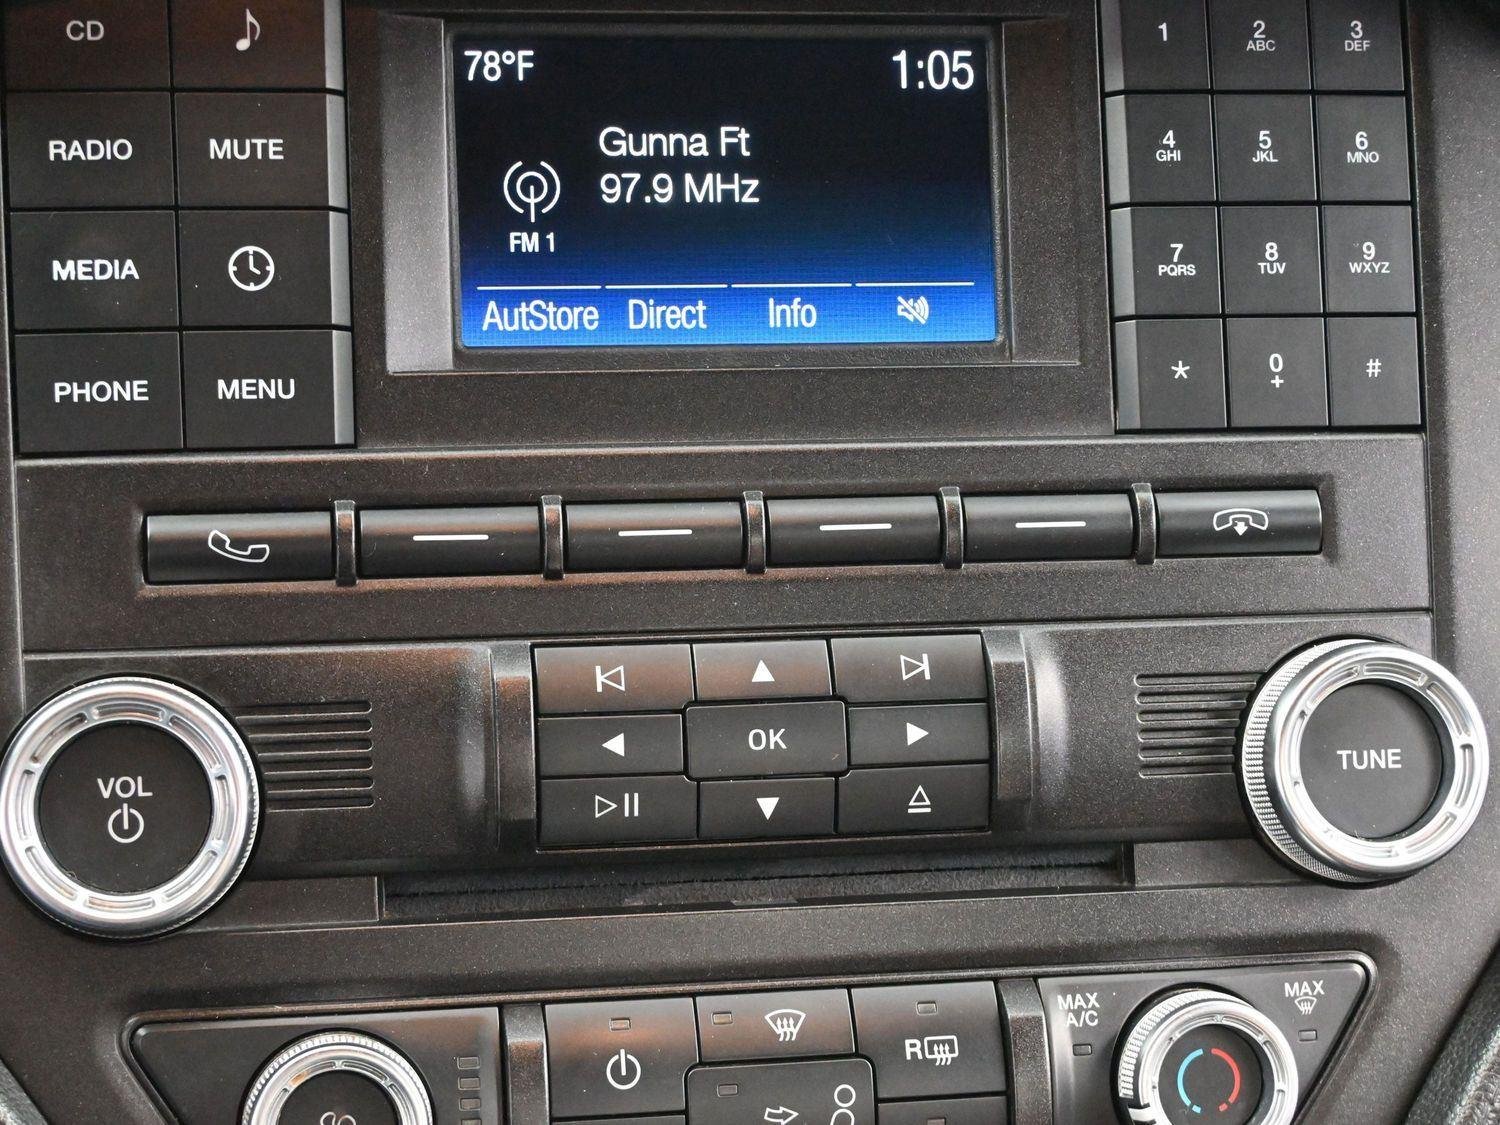 CD
78°F
1:05
1
2
ABC
3
DEF
Gunna Ft
97.9 MHz
FM 1
AutStore Direct Info
RADIO
MUTE
MEDIA
PHONE
MENU
4
GHI
5
JKL
6
MNO
7
PQRS
8
TUV
9
WXYZ
*
0
+
#
VOL
OK
TUNE
MAX
A/C
MAX
R